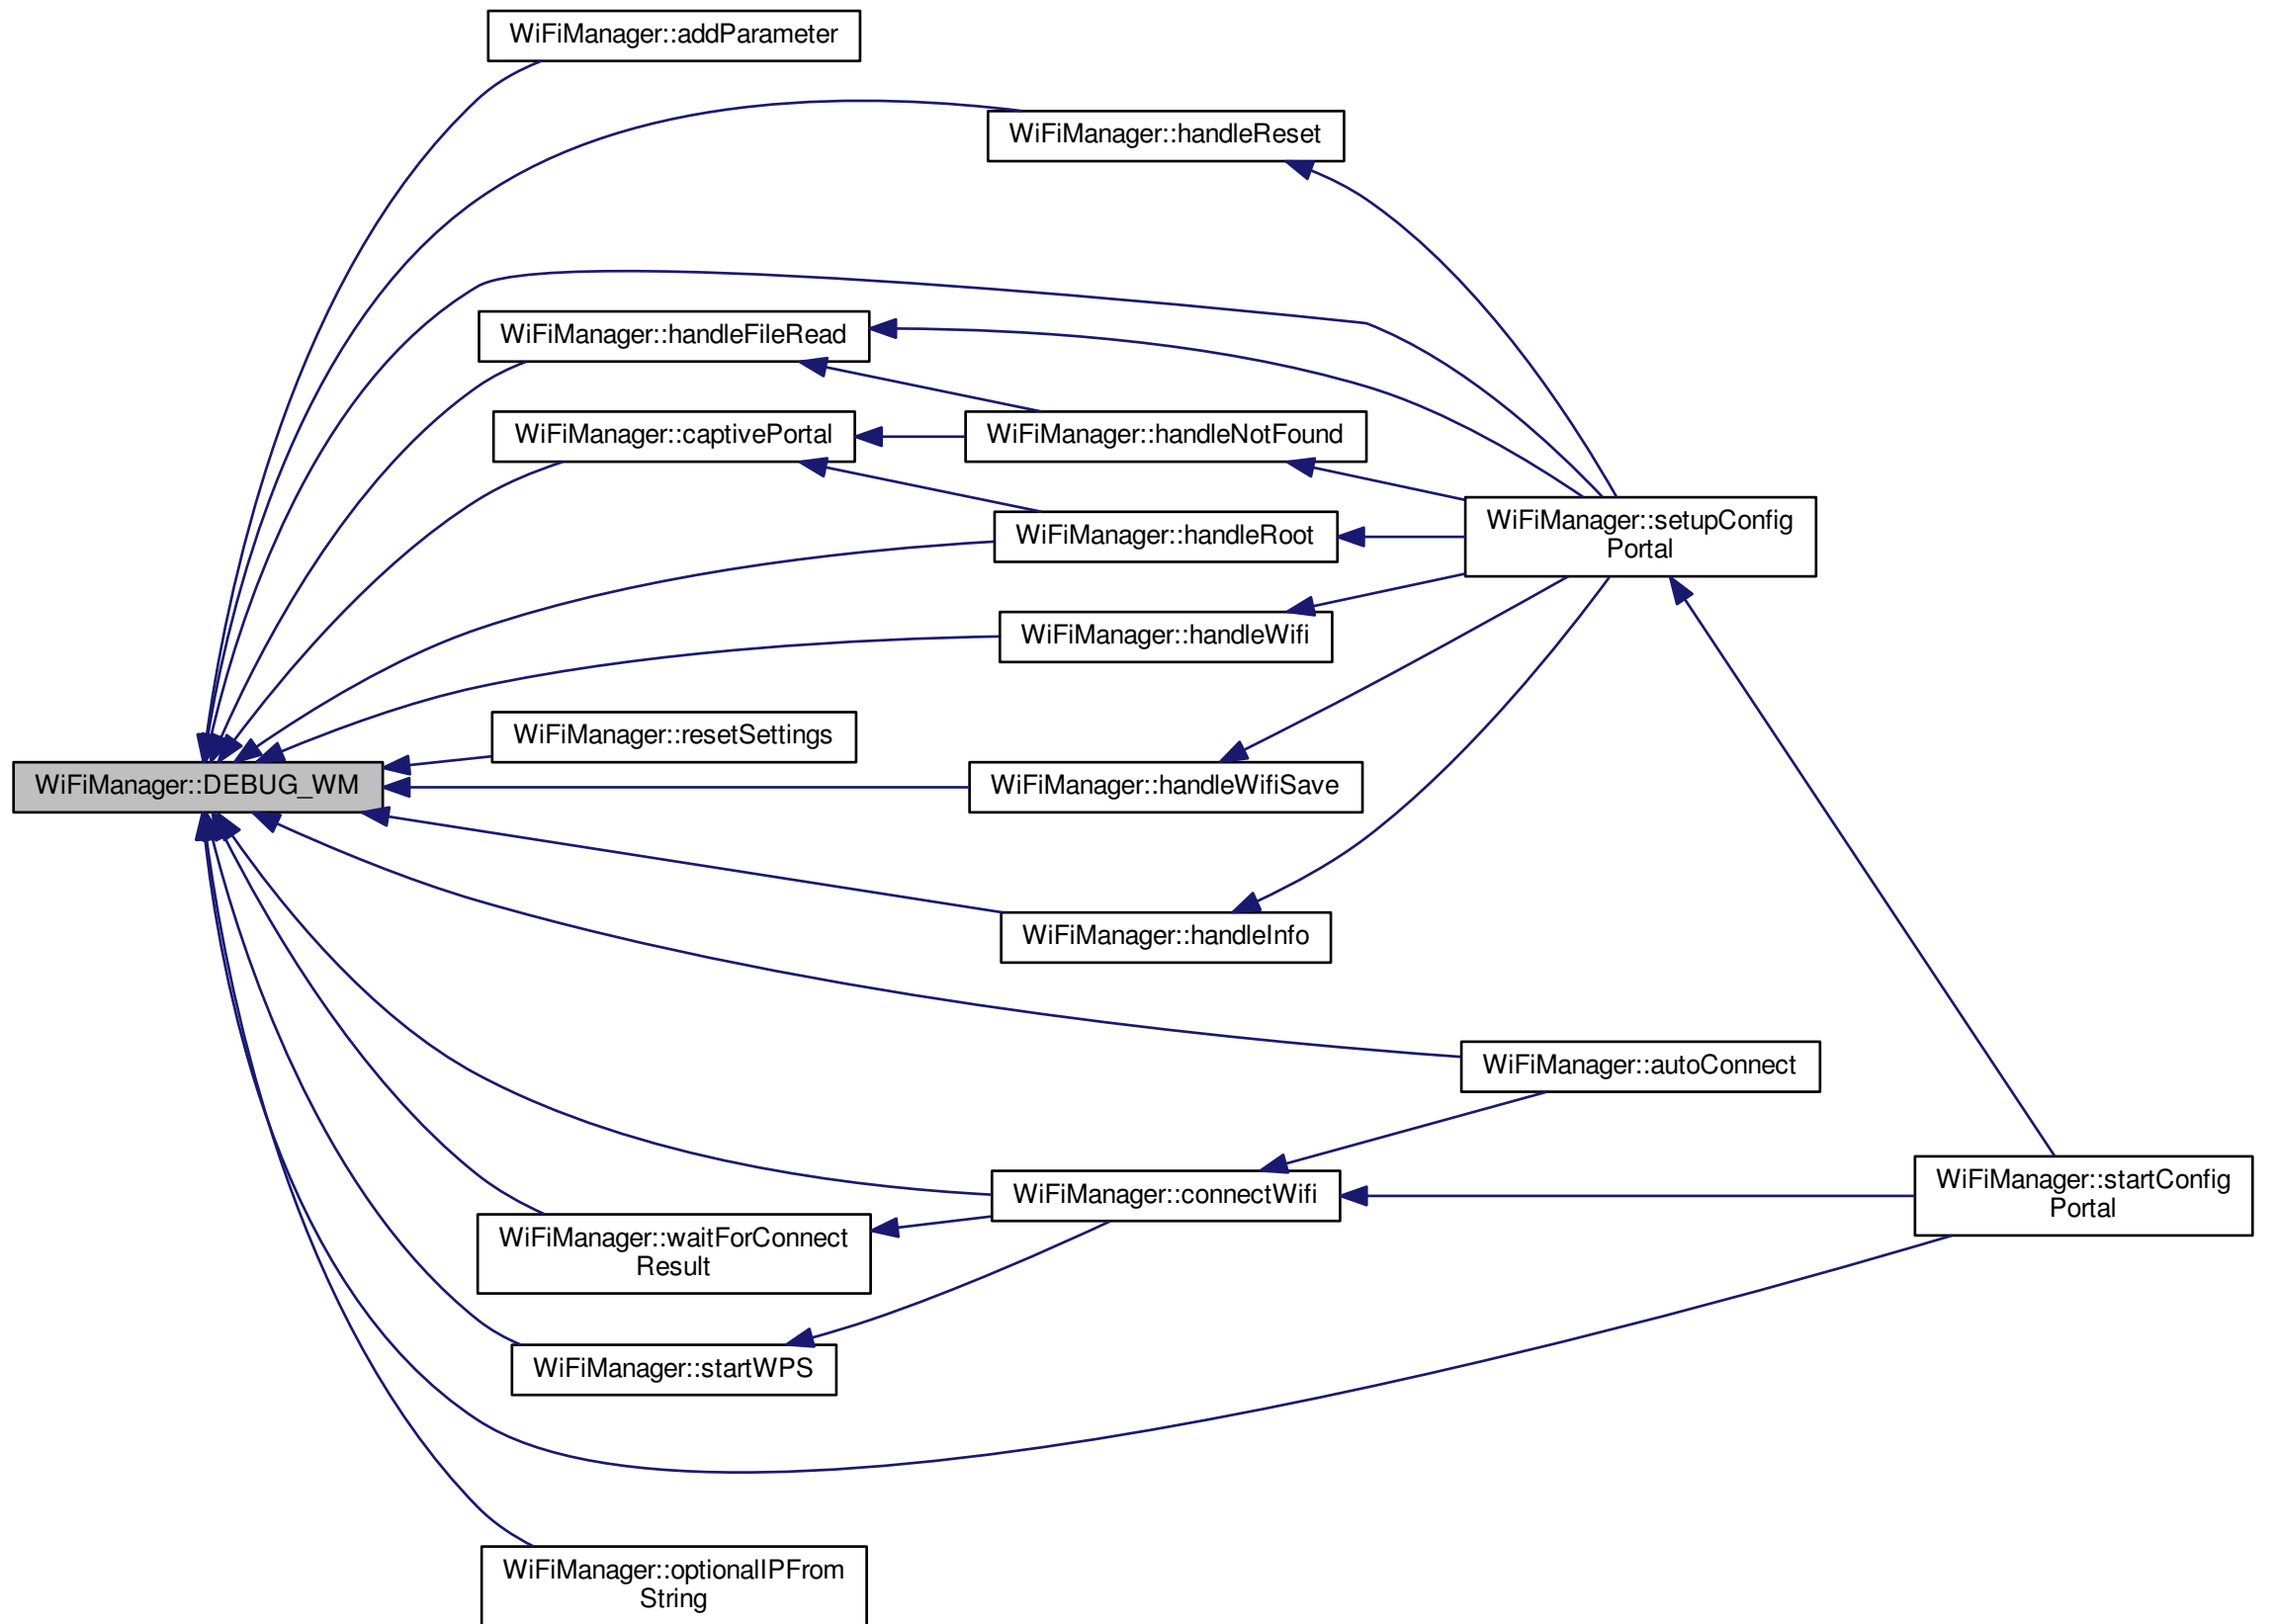 WiFiManager::addParameter
WiFiManager::handleReset
WiFiManager::handleFileRead
WiFiManager::captivePortal
WiFiManager::handleNotFound
WiFiManager::setupConfig
Portal
WiFiManager::handleRoot
WiFiManager::handleWifi
WiFiManager::resetSettings
WiFiManager::DEBUG_WM
WiFiManager::handleWifiSave
WiFiManager::handleInfo
WiFiManager::autoConnect
WiFiManager::connectWifi
WiFiManager::startConfig
Portal
WiFiManager::waitForConnect
Result
WiFiManager::startWPS
WiFiManager::optionalIPFrom
String